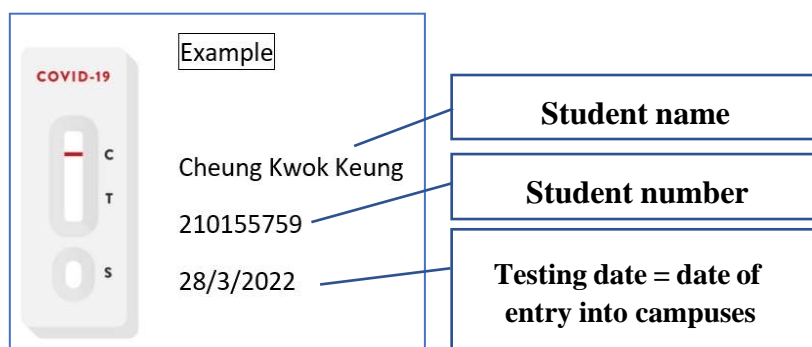 Example
COVID-19
C
T
S
Cheung Kwok Keung
210155759
28/3/2022
Student name
Student number
Testing date = date of
entry into campuses